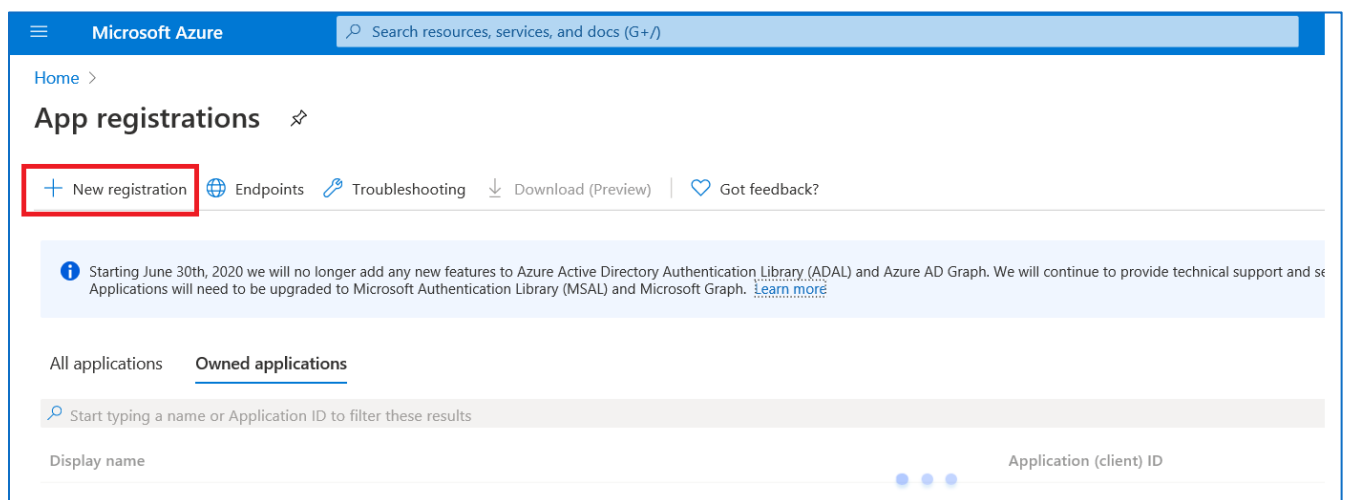 Microsoft Azure
Search resources, services, and docs (G+/)
Home >
App registrations
New registration
Endpoints
Troubleshooting
Download (Preview)
Got feedback?
Starting June 30th, 2020 we will no longer add any new features to Azure Active Directory Authentication Library (ADAL) and Azure AD Graph. We will continue to provide technical support and se
Applications will need to be upgraded to Microsoft Authentication Library (MSAL) and Microsoft Graph. Learn more
All applications
Owned applications
Start typing a name or Application ID to filter these results
Display name
Application (client) ID